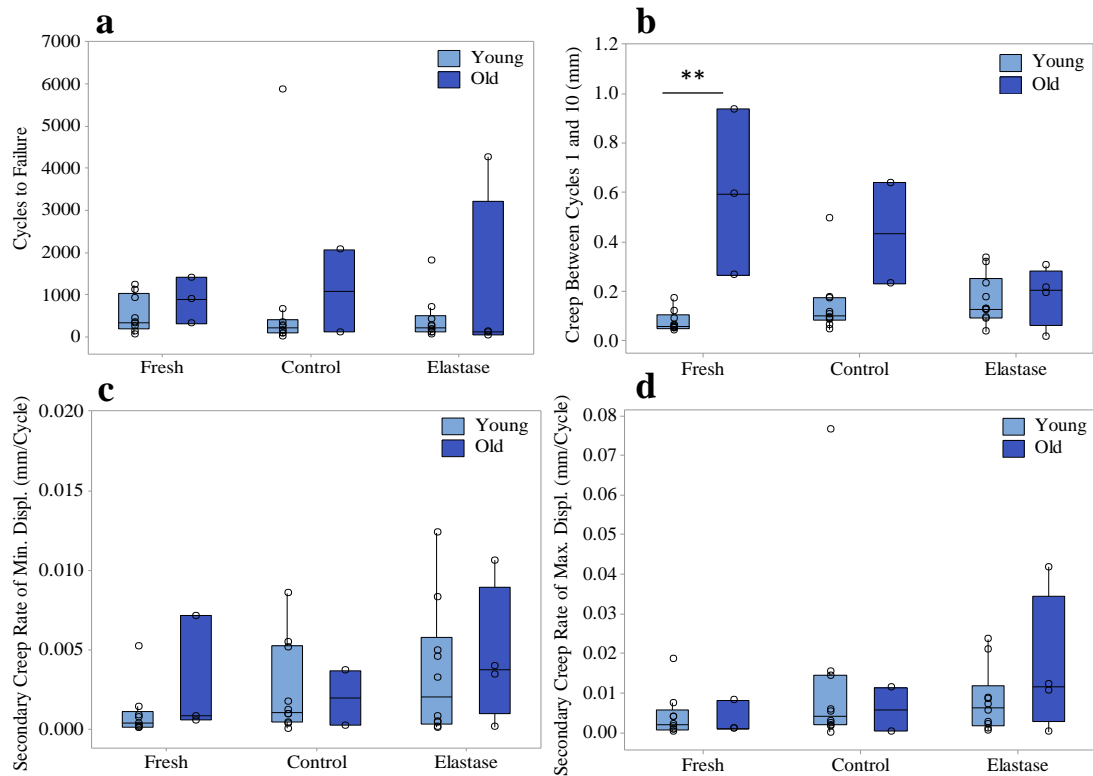 a
Cycles to Failure
7000
6000
5000
4000
3000
2000
1000
0
Young
Old
Fresh
Control
Elastase
b
Creep Between Cycles 1 and 10 (mm)
1.2
1.0
0.8
0.6
0.4
0.2
0.0
**
Young
Old
Fresh
Control
Elastase
c
Secondary Creep Rate of Min. Displ. (mm/Cycle)
0.020
0.015
0.010
0.005
0.000
Young
Old
Fresh
Control
Elastase
d
Secondary Creep Rate of Max. Displ. (mm/Cycle)
0.08
0.07
0.06
0.05
0.04
0.03
0.02
0.01
0.00
Young
Old
Fresh
Control
Elastase